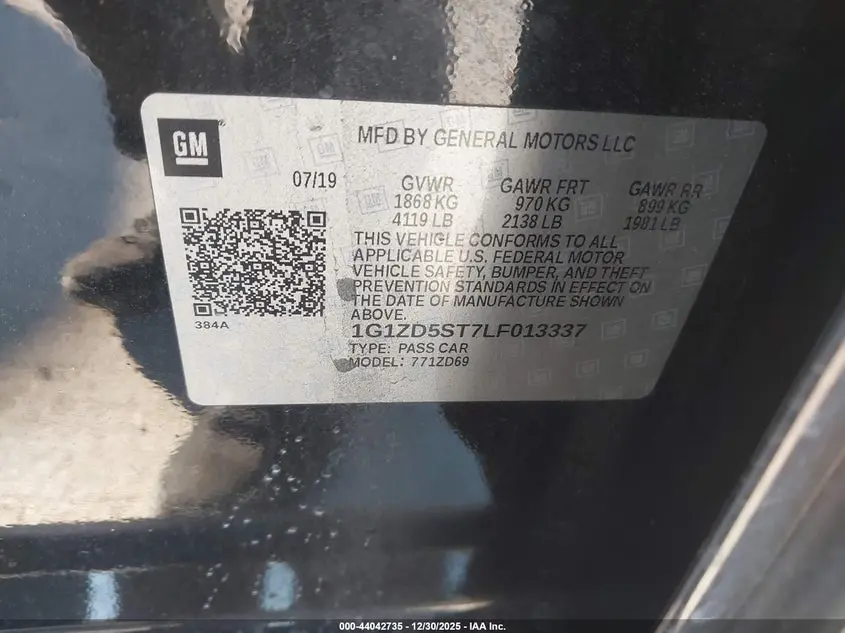 GM
MFD BY GENERAL MOTORS LLC
07/19
GVWR GAWR FRT GAWR RR
1868 KG 970 KG 899 KG
4119 LB 2138 LB 1981 LB
THIS VEHICLE CONFORMS TO ALL
APPLICABLE U.S. FEDERAL MOTOR
VEHICLE SAFETY, BUMPER, AND THEFT
PREVENTION STANDARDS IN EFFECT ON
THE DATE OF MANUFACTURE SHOWN
ABOVE.
384A
1G1ZD5ST7LF013337
TYPE: PASS CAR
MODEL: 771ZD69
000-44042735 - 12/30/2025 - IAA Inc.